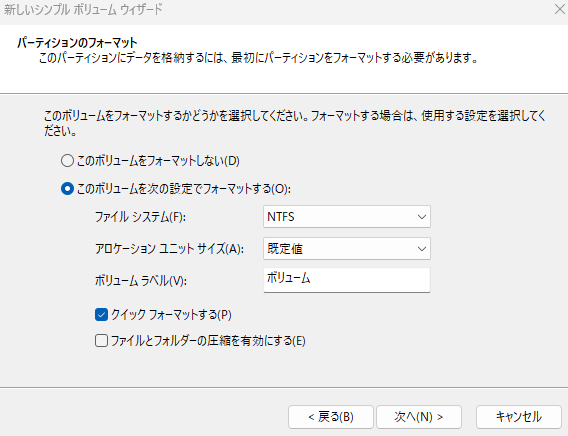 新しいシンプル ボリューム ウィザード
パーティションのフォーマット
このパーティションにデータを格納するには、最初にパーティションをフォーマットする必要があります。
このボリュームをフォーマットするかどうかを選択してください。フォーマットする場合は、使用する設定を選択してく
ださい。
このボリュームをフォーマットしない(D)
このボリュームを次の設定でフォーマットする(O):
ファイル システム(F): NTFS
アロケーション ユニット サイズ(A): 既定値
ボリューム ラベル(V): ボリューム
クイック フォーマットする(P)
ファイルとフォルダーの圧縮を有効にする(E)
< 戻る(B) 次へ(N) > キャンセル